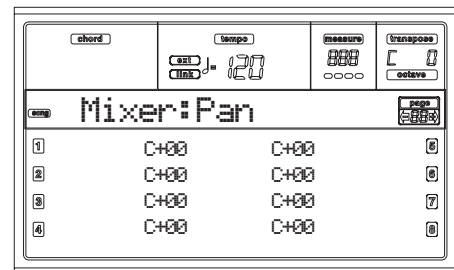 chord tempo measure transpose
ext ♩= 120 888 C 0
link octave
song Mixer:Pan page
88
1 C+00 C+00 5
2 C+00 C+00 6
3 C+00 C+00 7
4 C+00 C+00 8